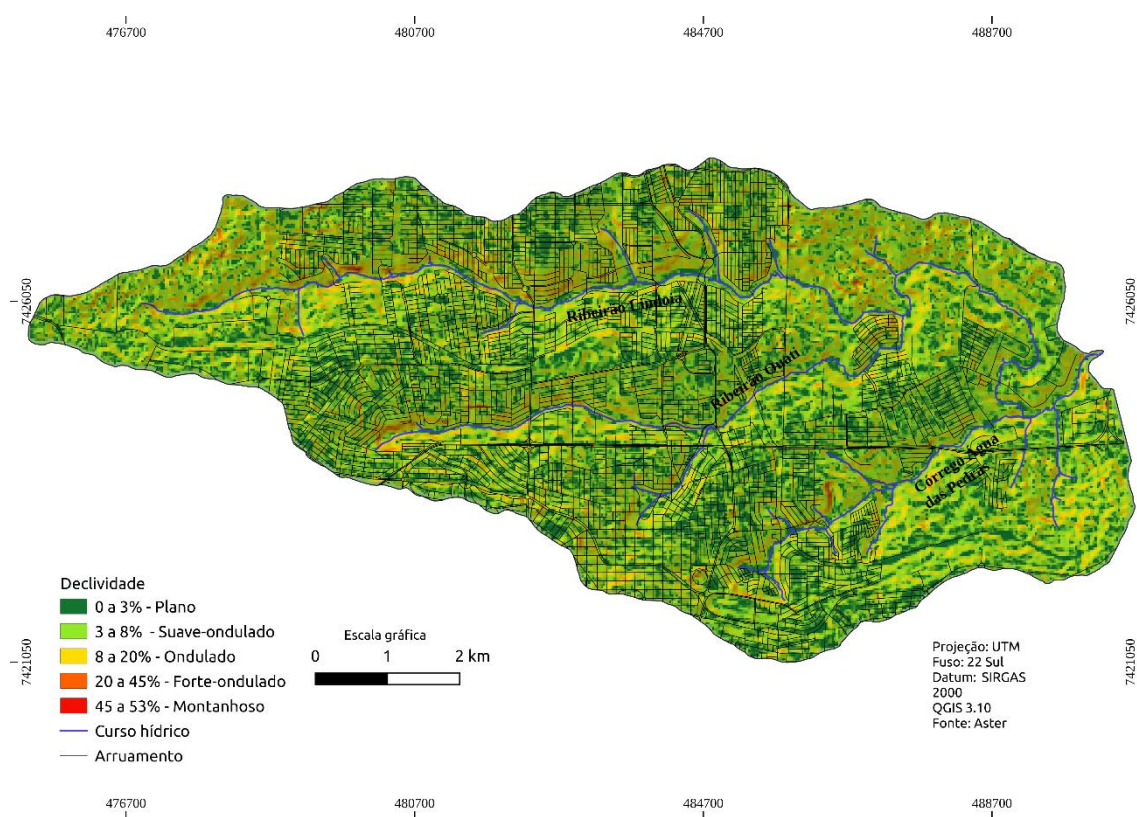 476700 480700 484700 488700
7426050 7426050
Ribeirão Lindoia
Ribeirão Quati
Córrego Água
das Pedras
Declividade
0 a 3% - Plano
3 a 8% - Suave-ondulado
8 a 20% - Ondulado
20 a 45% - Forte-ondulado
45 a 53% - Montanhoso
Curso hídrico
Arruamento
Escala gráfica
0 1 2 km
7421050 7421050
Projeção: UTM
Fuso: 22 Sul
Datum: SIRGAS
2000
QGIS 3.10
Fonte: Aster
476700 480700 484700 488700